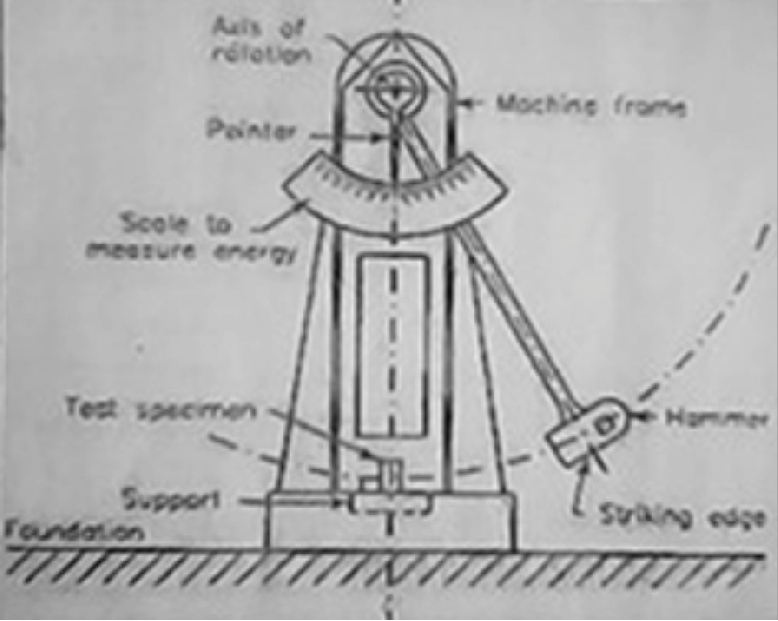 Axis of
rotation
Machine frame
Pointer
Scale to
measure energy
Test specimen
Hammer
Support
Striking edge
Foundation